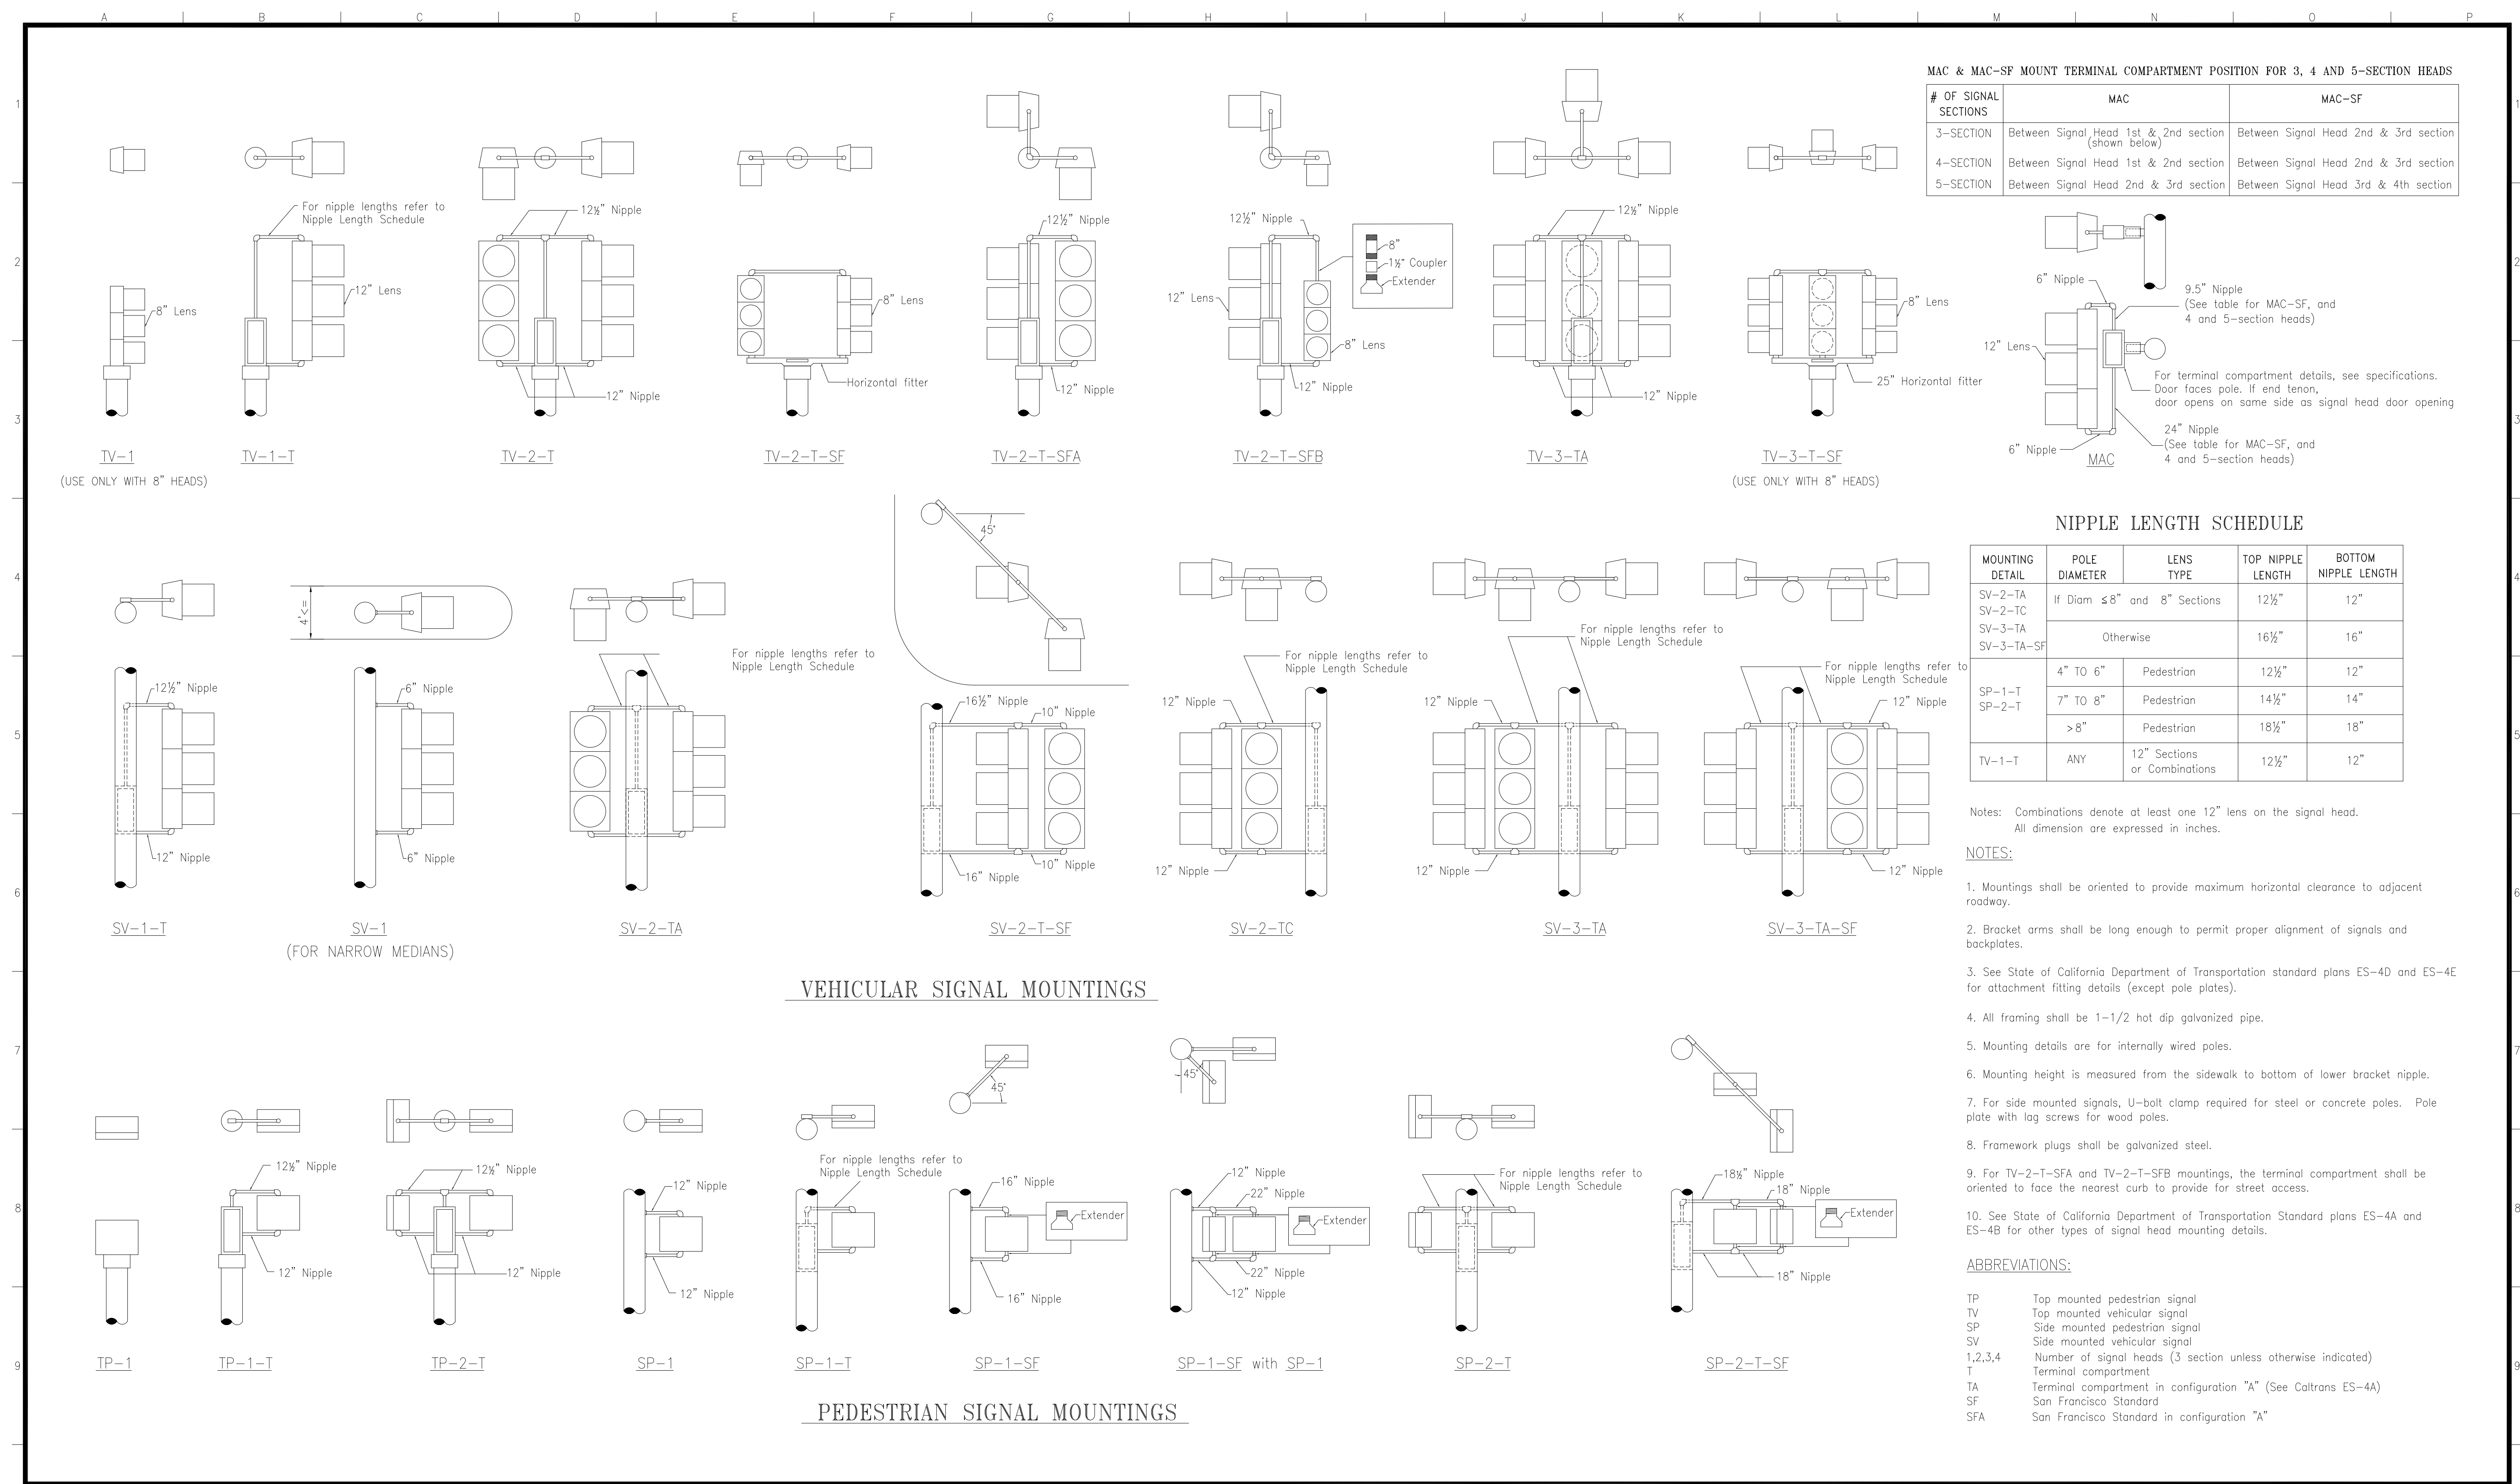 A B C D E F G H I J K L M N O P
1
2
3
4
5
6
7
8
9
For nipple lengths refer to
Nipple Length Schedule
8" Lens
12" Lens
TV-1
(USE ONLY WITH 8" HEADS)
TV-1-T
12½" Nipple
12" Nipple
TV-2-T
8" Lens
Horizontal fitter
TV-2-T-SF
12½" Nipple
12" Nipple
TV-2-T-SFA
12½" Nipple
12" Lens
8"
1½" Coupler
Extender
8" Lens
12" Nipple
TV-2-T-SFB
12½" Nipple
12" Nipple
TV-3-TA
8" Lens
25" Horizontal fitter
TV-3-T-SF
(USE ONLY WITH 8" HEADS)
MAC & MAC-SF MOUNT TERMINAL COMPARTMENT POSITION FOR 3, 4 AND 5-SECTION HEADS
# OF SIGNAL
SECTIONS
MAC
MAC-SF
3-SECTION
Between Signal Head 1st & 2nd section
(shown below)
Between Signal Head 2nd & 3rd section
4-SECTION
Between Signal Head 1st & 2nd section
Between Signal Head 2nd & 3rd section
5-SECTION
Between Signal Head 2nd & 3rd section
Between Signal Head 3rd & 4th section
6" Nipple
9.5" Nipple
(See table for MAC-SF, and
4 and 5-section heads)
12" Lens
For terminal compartment details, see specifications.
Door faces pole. If end tenon,
door opens on same side as signal head door opening
24" Nipple
(See table for MAC-SF, and
4 and 5-section heads)
6" Nipple
MAC
12½" Nipple
12" Nipple
SV-1-T
4'<=
6" Nipple
6" Nipple
SV-1
(FOR NARROW MEDIANS)
For nipple lengths refer to
Nipple Length Schedule
SV-2-TA
45°
16½" Nipple
10" Nipple
10" Nipple
16" Nipple
SV-2-T-SF
For nipple lengths refer to
Nipple Length Schedule
12" Nipple
12" Nipple
SV-2-TC
For nipple lengths refer to
Nipple Length Schedule
12" Nipple
12" Nipple
SV-3-TA
For nipple lengths refer to
Nipple Length Schedule
12" Nipple
12" Nipple
SV-3-TA-SF
VEHICULAR SIGNAL MOUNTINGS
NIPPLE LENGTH SCHEDULE
MOUNTING
DETAIL
POLE
DIAMETER
LENS
TYPE
TOP NIPPLE
LENGTH
BOTTOM
NIPPLE LENGTH
SV-2-TA
SV-2-TC
SV-3-TA
SV-3-TA-SF
If Diam ≤8" and 8" Sections
12½"
12"
Otherwise
16½"
16"
SP-1-T
SP-2-T
4" TO 6"
Pedestrian
12½"
12"
7" TO 8"
Pedestrian
14½"
14"
>8"
Pedestrian
18½"
18"
TV-1-T
ANY
12" Sections
or Combinations
12½"
12"
Notes: Combinations denote at least one 12" lens on the signal head.
All dimension are expressed in inches.
NOTES:
1. Mountings shall be oriented to provide maximum horizontal clearance to adjacent
roadway.
2. Bracket arms shall be long enough to permit proper alignment of signals and
backplates.
3. See State of California Department of Transportation standard plans ES-4D and ES-4E
for attachment fitting details (except pole plates).
4. All framing shall be 1-1/2 hot dip galvanized pipe.
5. Mounting details are for internally wired poles.
6. Mounting height is measured from the sidewalk to bottom of lower bracket nipple.
7. For side mounted signals, U-bolt clamp required for steel or concrete poles. Pole
plate with lag screws for wood poles.
8. Framework plugs shall be galvanized steel.
9. For TV-2-T-SFA and TV-2-T-SFB mountings, the terminal compartment shall be
oriented to face the nearest curb to provide for street access.
10. See State of California Department of Transportation Standard plans ES-4A and
ES-4B for other types of signal head mounting details.
ABBREVIATIONS:
TP Top mounted pedestrian signal
TV Top mounted vehicular signal
SP Side mounted pedestrian signal
SV Side mounted vehicular signal
1,2,3,4 Number of signal heads (3 section unless otherwise indicated)
T Terminal compartment
TA Terminal compartment in configuration "A" (See Caltrans ES-4A)
SF San Francisco Standard
SFA San Francisco Standard in configuration "A"
TP-1
12½" Nipple
12" Nipple
TP-1-T
12½" Nipple
12" Nipple
TP-2-T
12" Nipple
12" Nipple
SP-1
For nipple lengths refer to
Nipple Length Schedule
SP-1-T
45°
16" Nipple
Extender
16" Nipple
SP-1-SF
45°
12" Nipple
22" Nipple
Extender
22" Nipple
12" Nipple
SP-1-SF with SP-1
For nipple lengths refer to
Nipple Length Schedule
SP-2-T
18½" Nipple
18" Nipple
Extender
18" Nipple
SP-2-T-SF
PEDESTRIAN SIGNAL MOUNTINGS
1
2
3
4
5
6
7
8
9